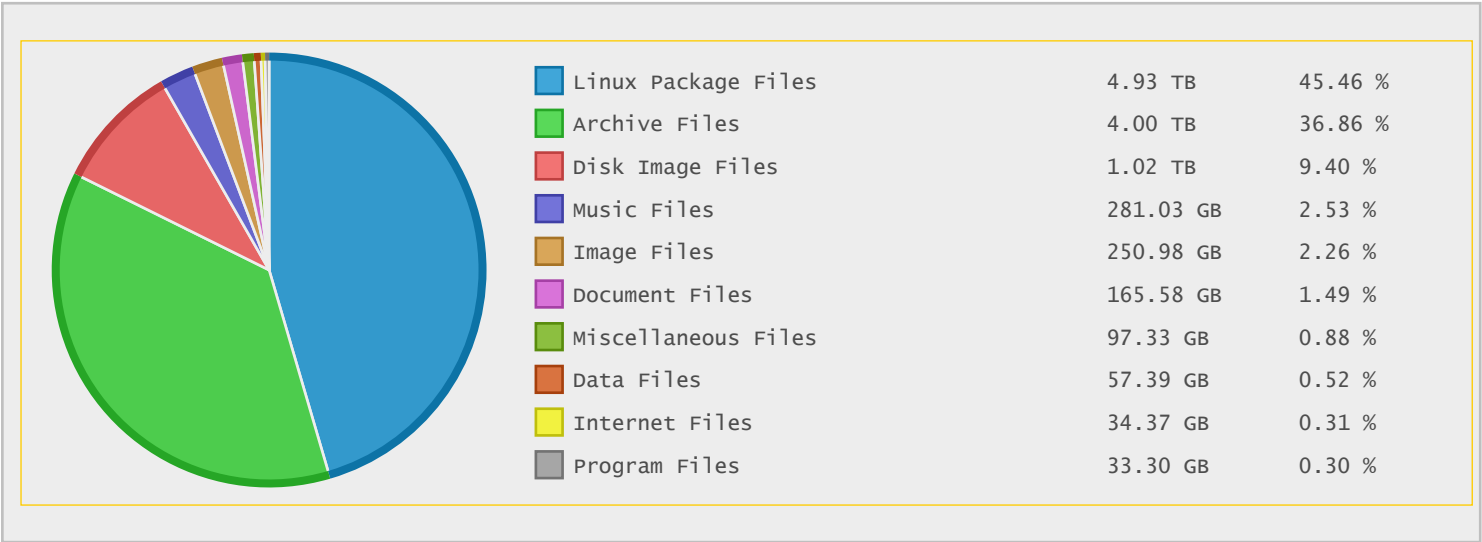 Linux Package Files 4.93 TB 45.46 %
Archive Files 4.00 TB 36.86 %
Disk Image Files 1.02 TB 9.40 %
Music Files 281.03 GB 2.53 %
Image Files 250.98 GB 2.26 %
Document Files 165.58 GB 1.49 %
Miscellaneous Files 97.33 GB 0.88 %
Data Files 57.39 GB 0.52 %
Internet Files 34.37 GB 0.31 %
Program Files 33.30 GB 0.30 %